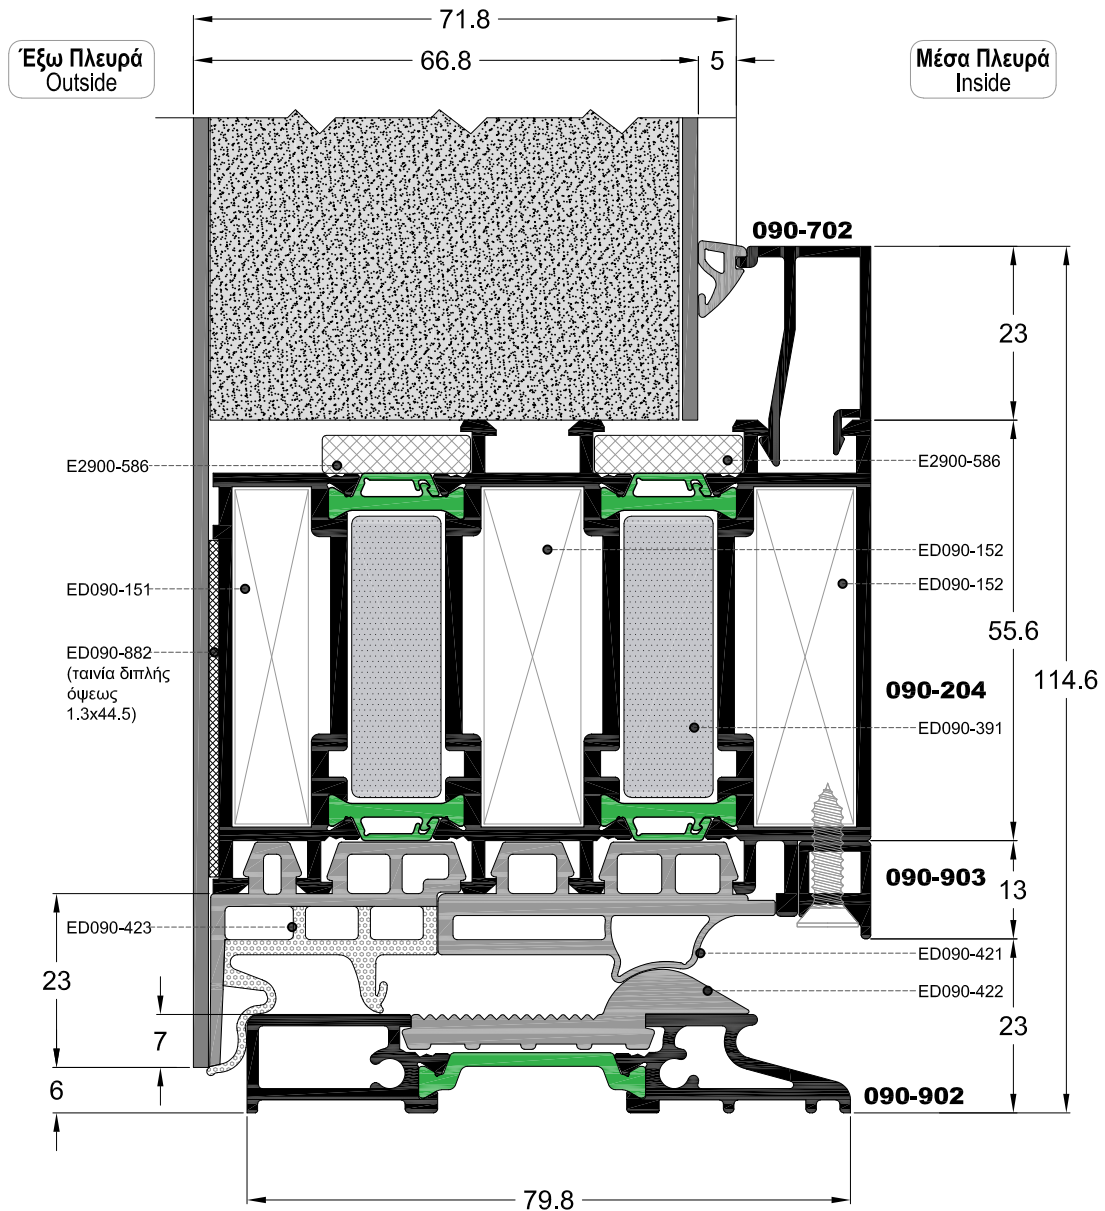 71.8
Έξω Πλευρά
Outside
66.8
5
Μέσα Πλευρά
Inside
090-702
23
E2900-586
E2900-586
ED090-152
ED090-151
ED090-152
55.6
ED090-882
(ταινία διπλής
όψεως
1.3x44.5)
114.6
090-204
ED090-391
090-903
13
ED090-423
ED090-421
23
ED090-422
7
23
6
090-902
79.8